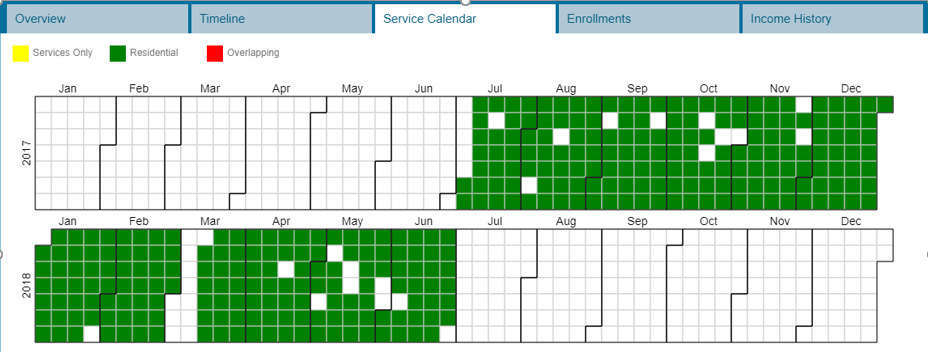 Overview Timeline Service Calendar Enrollments Income History
Services Only Residential Overlapping
Jan Feb Mar Apr May Jun Jul Aug Sep Oct Nov Dec
2017
Jan Feb Mar Apr May Jun Jul Aug Sep Oct Nov Dec
2018